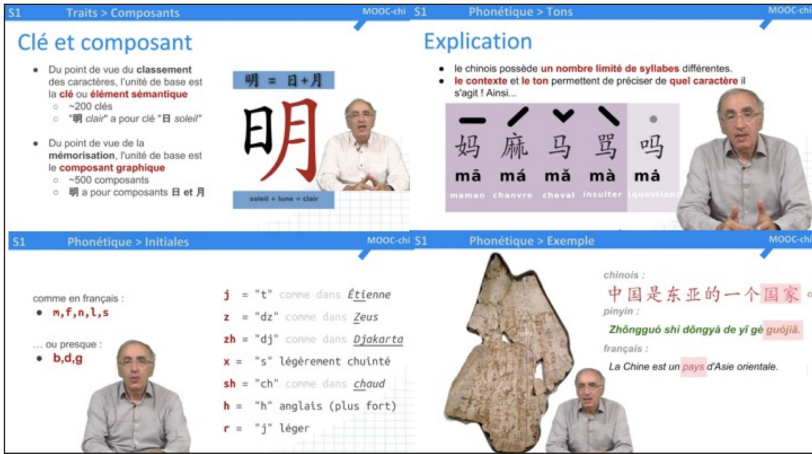 S1 Traits > Composants MOOC-chi
Clé et composant
● Du point de vue du classement
des caractères, l'unité de base est
la clé ou élément sémantique
○ ~200 clés
○ "明 clair" a pour clé "日 soleil"
● Du point de vue de la
mémorisation, l'unité de base est
le composant graphique
○ ~500 composants
○ 明 a pour composants 日 et 月
明 = 日+月
明
soleil + lune = clair
S1 Phonétique > Tons MOOC-chi
Explication
● le chinois possède un nombre limité de syllabes différentes.
● le contexte et le ton permettent de préciser de quel caractère il
s'agit ! Ainsi...
妈 麻 马 骂 吗
mā má mǎ mà
maman chanvre cheval insulter (question)
S1 Phonétique > Initiales MOOC-chi
comme en français :
● m,f,n,l,s
... ou presque :
● b,d,g
j = "t" comme dans Étienne
z = "dz" comme dans Zeus
zh = "dj" comme dans Djakarta
x = "s" légèrement chuinté
sh = "ch" comme dans chaud
h = "h" anglais (plus fort)
r = "j" léger
S1 Phonétique > Exemple MOOC-chi
chinois :
中国是东亚的一个国家。
pinyin :
Zhōngguó shì dōngyà de yī gè guójiā.
français :
La Chine est un pays d'Asie orientale.